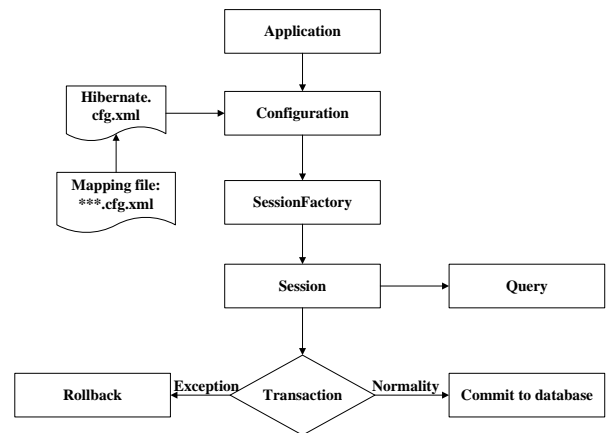 Application
Hibernate.
cfg.xml
Configuration
Mapping file:
***.cfg.xml
SessionFactory
Session
Query
Rollback
Exception
Transaction
Normality
Commit to database